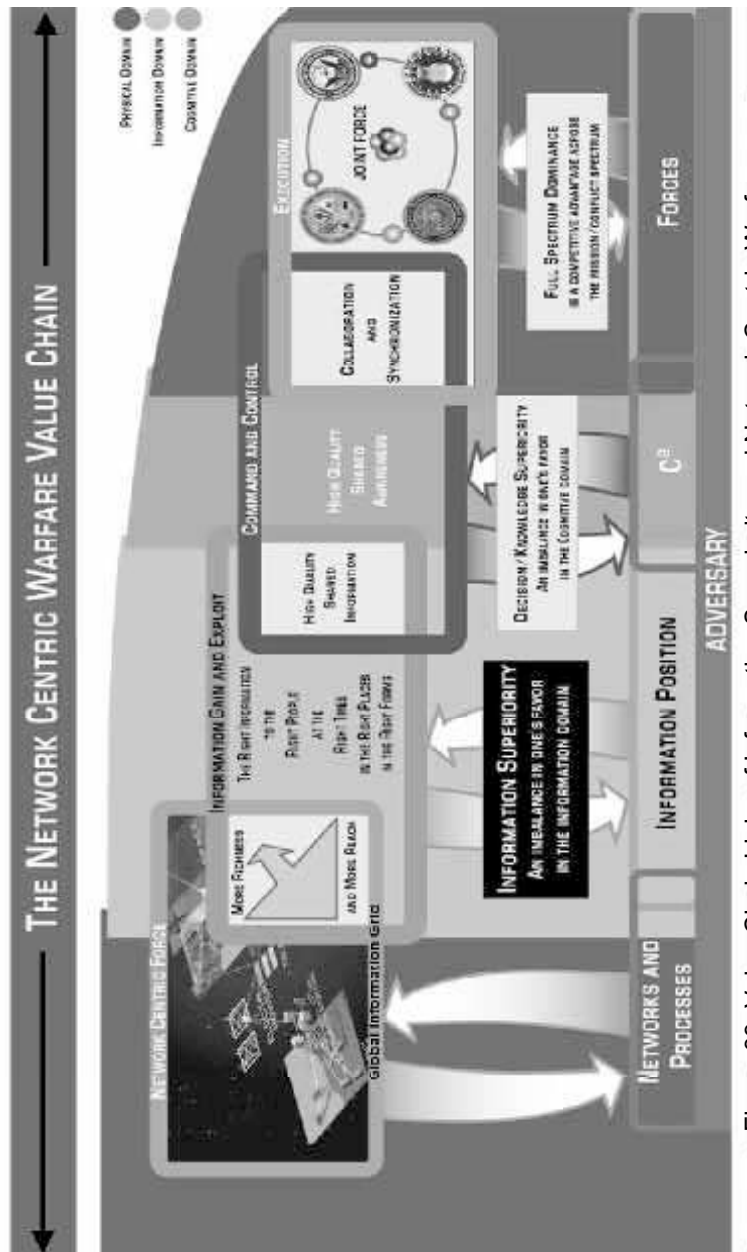 THE NETWORK CENTRIC WARFARE VALUE CHAIN
PHYSICAL DOMAIN
INFORMATION DOMAIN
COGNITIVE DOMAIN
NETWORK CENTRIC FORCE
MORE RICHNESS
AND MORE REACH
Global Information Grid
INFORMATION GAIN AND EXPLOIT
THE RIGHT INFORMATION
TO THE
RIGHT PEOPLE
AT THE
RIGHT TIMES
IN THE RIGHT PLACES
IN THE RIGHT FORMS
HIGH QUALITY
SHARED
INFORMATION
COMMAND AND CONTROL
HIGH QUALITY
SHARED
AWARENESS
COLLABORATION
AND
SYNCHRONIZATION
EXECUTION
JOINT FORCE
INFORMATION SUPERIORITY
AN IMBALANCE IN ONE'S FAVOR
IN THE INFORMATION DOMAIN
DECISION/KNOWLEDGE SUPERIORITY
AN IMBALANCE IN ONE'S FAVOR
IN THE COGNITIVE DOMAIN
FULL SPECTRUM DOMINANCE
IS A COMPETITIVE ADVANTAGE ACROSS
THE MISSION/CONFLICT SPECTRUM
NETWORKS AND
PROCESSES
INFORMATION POSITION
C2
FORCES
ADVERSARY